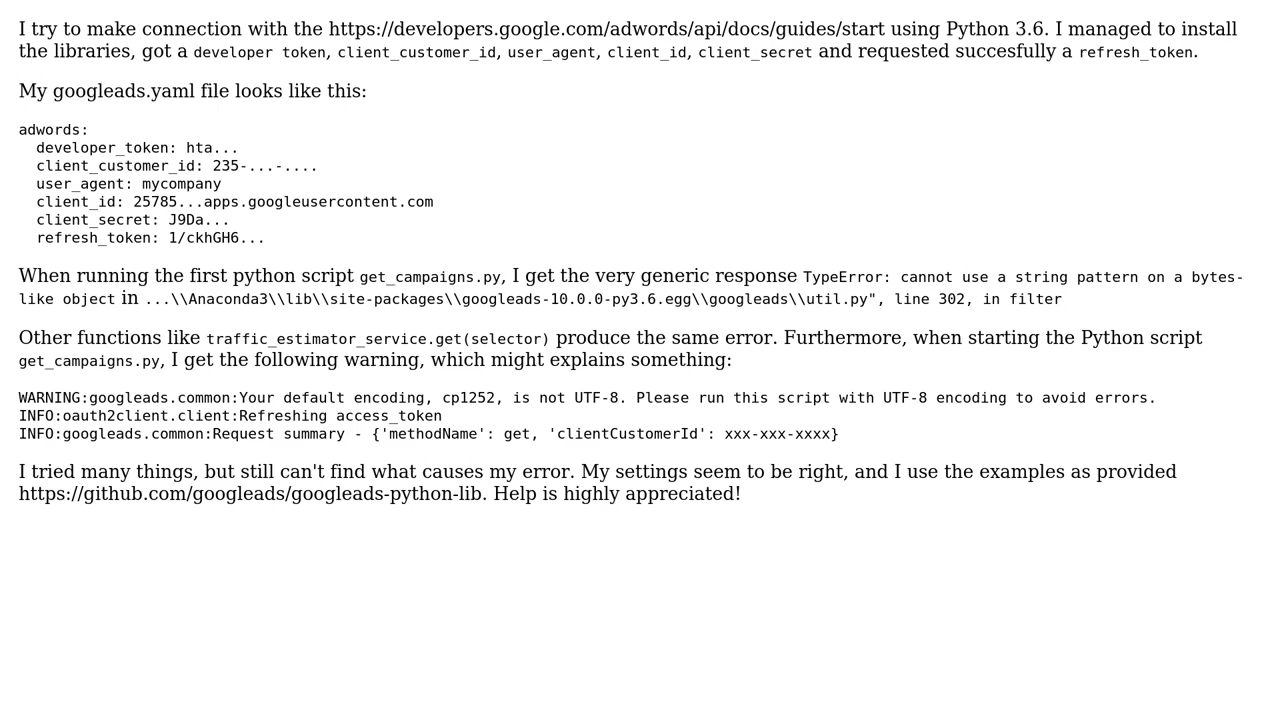 I try to make connection with the https://developers.google.com/adwords/api/docs/guides/start using Python 3.6. I managed to install
the libraries, got a developer token, client_customer_id, user_agent, client_id, client_secret and requested succesfully a refresh_token.
My googleads.yaml file looks like this:
adwords:
  developer_token: hta...
  client_customer_id: 235-...-....
  user_agent: mycompany
  client_id: 25785...apps.googleusercontent.com
  client_secret: J9Da...
  refresh_token: 1/ckhGH6...
When running the first python script get_campaigns.py, I get the very generic response TypeError: cannot use a string pattern on a bytes-
like object in ...\\Anaconda3\\lib\\site-packages\\googleads-10.0.0-py3.6.egg\\googleads\\util.py", line 302, in filter
Other functions like traffic_estimator_service.get(selector) produce the same error. Furthermore, when starting the Python script
get_campaigns.py, I get the following warning, which might explains something:
WARNING:googleads.common:Your default encoding, cp1252, is not UTF-8. Please run this script with UTF-8 encoding to avoid errors.
INFO:oauth2client.client:Refreshing access_token
INFO:googleads.common:Request summary - {'methodName': get, 'clientCustomerId': xxx-xxx-xxxx}
I tried many things, but still can't find what causes my error. My settings seem to be right, and I use the examples as provided
https://github.com/googleads/googleads-python-lib. Help is highly appreciated!